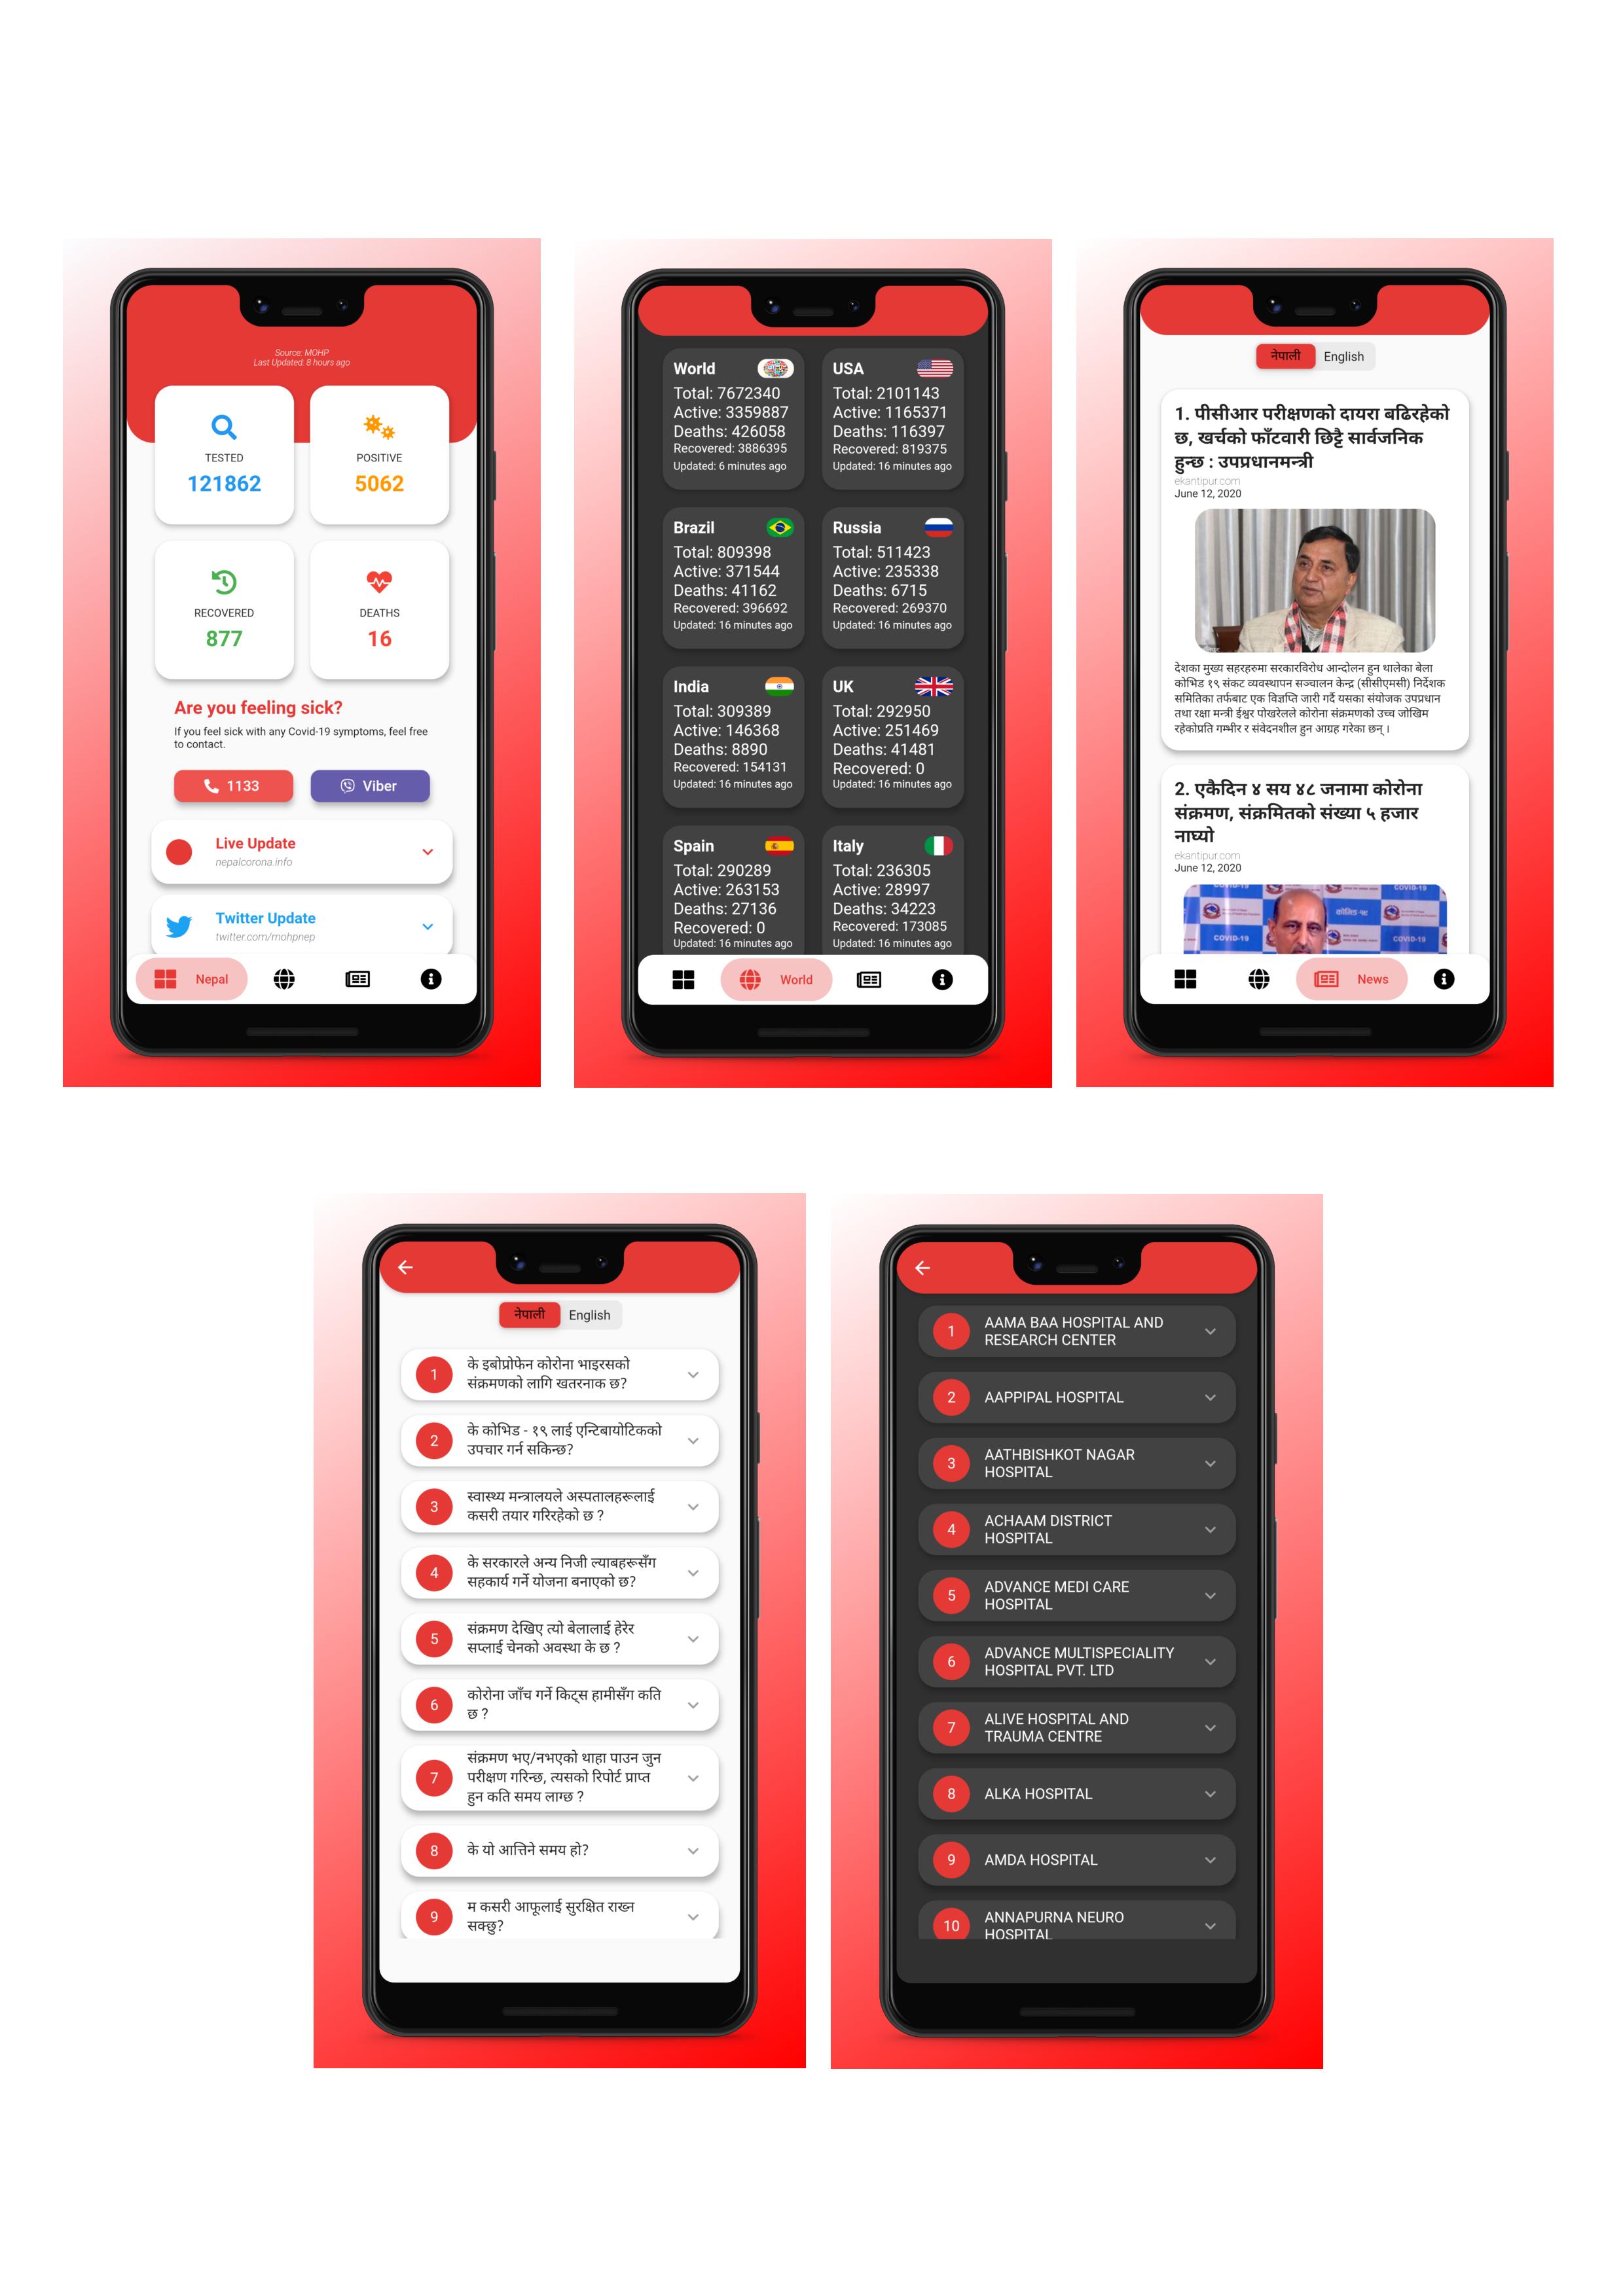 Source: MOHP
Last Updated: 8 hours ago
TESTED
121862
POSITIVE
5062
RECOVERED
877
DEATHS
16
Are you feeling sick?
If you feel sick with any Covid-19 symptoms, feel free
to contact.
1133
Viber
Live Update
nepalcorona.info
Twitter Update
twitter.com/mohpnep
Nepal
World
Total: 7672340
Active: 3359887
Deaths: 426058
Recovered: 3886395
Updated: 6 minutes ago
USA
Total: 2101143
Active: 1165371
Deaths: 116397
Recovered: 819375
Updated: 16 minutes ago
Brazil
Total: 809398
Active: 371544
Deaths: 41162
Recovered: 396692
Updated: 16 minutes ago
Russia
Total: 511423
Active: 235338
Deaths: 6715
Recovered: 269370
Updated: 16 minutes ago
India
Total: 309389
Active: 146368
Deaths: 8890
Recovered: 154131
Updated: 16 minutes ago
UK
Total: 292950
Active: 251469
Deaths: 41481
Recovered: 0
Updated: 16 minutes ago
Spain
Total: 290289
Active: 263153
Deaths: 27136
Recovered: 0
Updated: 16 minutes ago
Italy
Total: 236305
Active: 28997
Deaths: 34223
Recovered: 173085
Updated: 16 minutes ago
World
नेपाली English
1. पीसीआर परीक्षणको दायरा बढिरहेको
छ, खर्चको फाँटवारी छिट्टै सार्वजनिक
हुन्छ : उपप्रधानमन्त्री
ekantipur.com
June 12, 2020
देशका मुख्य सहरहरुमा सरकारविरोध आन्दोलन हुन थालेका बेला
कोभिड १९ संकट व्यवस्थापन सञ्चालन केन्द्र (सीसीएमसी) निर्देशक
समितिका तर्फबाट एक विज्ञप्ति जारी गर्दै यसका संयोजक उपप्रधान
तथा रक्षा मन्त्री ईश्वर पोखरेलले कोरोना संक्रमणको उच्च जोखिम
रहेकोप्रति गम्भीर र संवेदनशील हुन आग्रह गरेका छन् ।
2. एकैदिन ४ सय ४८ जनामा कोरोना
संक्रमण, संक्रमितको संख्या ५ हजार
नाघ्यो
ekantipur.com
June 12, 2020
COVID-19
COVID-19
COVID-19
News
नेपाली English
1
के इबोप्रोफेन कोरोना भाइरसको
संक्रमणको लागि खतरनाक छ?
2
के कोभिड - १९ लाई एन्टिबायोटिकको
उपचार गर्न सकिन्छ?
3
स्वास्थ्य मन्त्रालयले अस्पतालहरूलाई
कसरी तयार गरिरहेको छ ?
4
के सरकारले अन्य निजी ल्याबहरूसँग
सहकार्य गर्ने योजना बनाएको छ?
5
संक्रमण देखिए त्यो बेलालाई हेरेर
सप्लाई चेनको अवस्था के छ ?
6
कोरोना जाँच गर्ने किट्स हामीसँग कति
छ ?
7
संक्रमण भए/नभएको थाहा पाउन जुन
परीक्षण गरिन्छ, त्यसको रिपोर्ट प्राप्त
हुन कति समय लाग्छ ?
8
के यो आत्तिने समय हो?
9
म कसरी आफूलाई सुरक्षित राख्न
सक्छु?
1
AAMA BAA HOSPITAL AND
RESEARCH CENTER
2
AAPPIPAL HOSPITAL
3
AATHBISHKOT NAGAR
HOSPITAL
4
ACHAAM DISTRICT
HOSPITAL
5
ADVANCE MEDI CARE
HOSPITAL
6
ADVANCE MULTISPECIALITY
HOSPITAL PVT. LTD
7
ALIVE HOSPITAL AND
TRAUMA CENTRE
8
ALKA HOSPITAL
9
AMDA HOSPITAL
10
ANNAPURNA NEURO
HOSPITAL